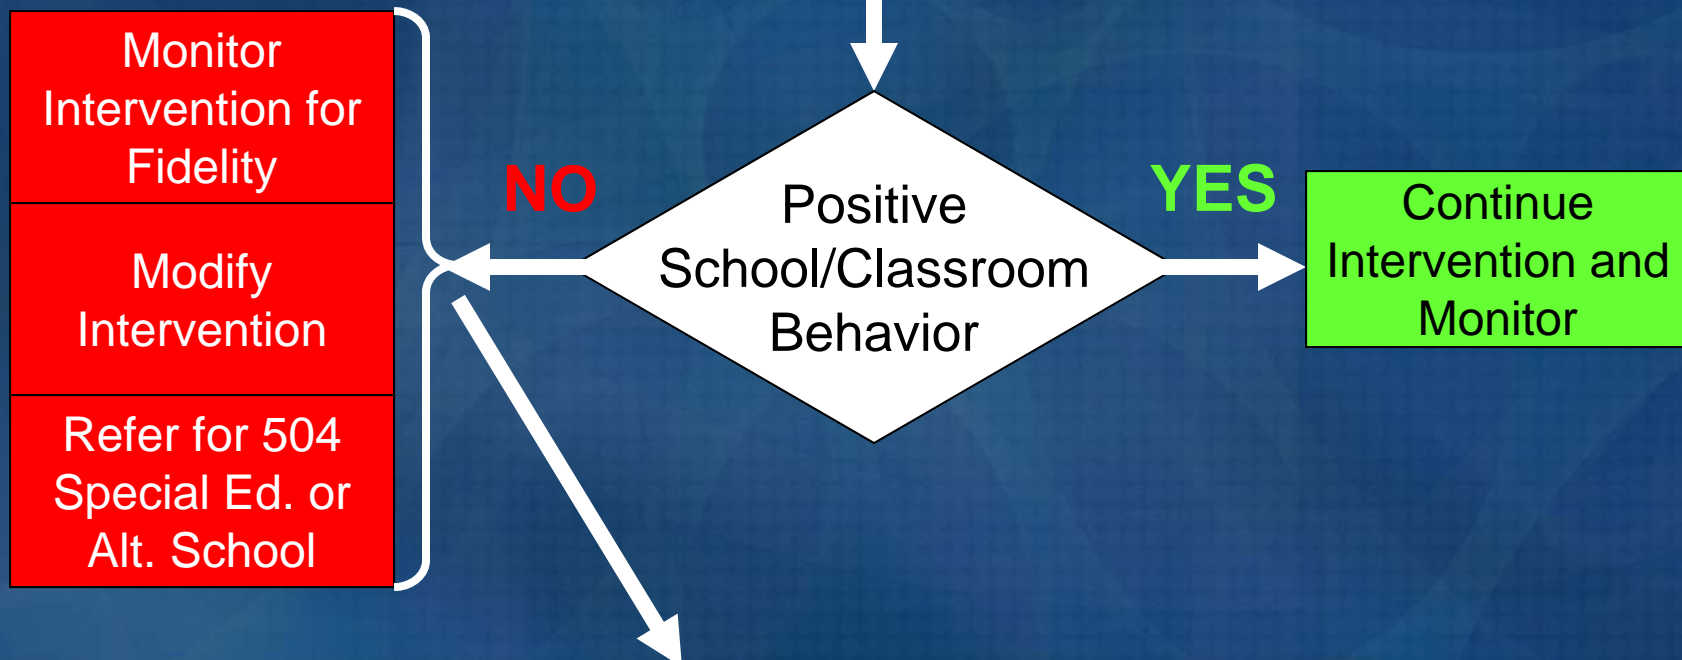 Monitor
Intervention for
Fidelity
Modify
Intervention
Refer for 504
Special Ed. or
Alt. School
NO
Positive
School/Classroom
Behavior
YES
Continue
Intervention and
Monitor